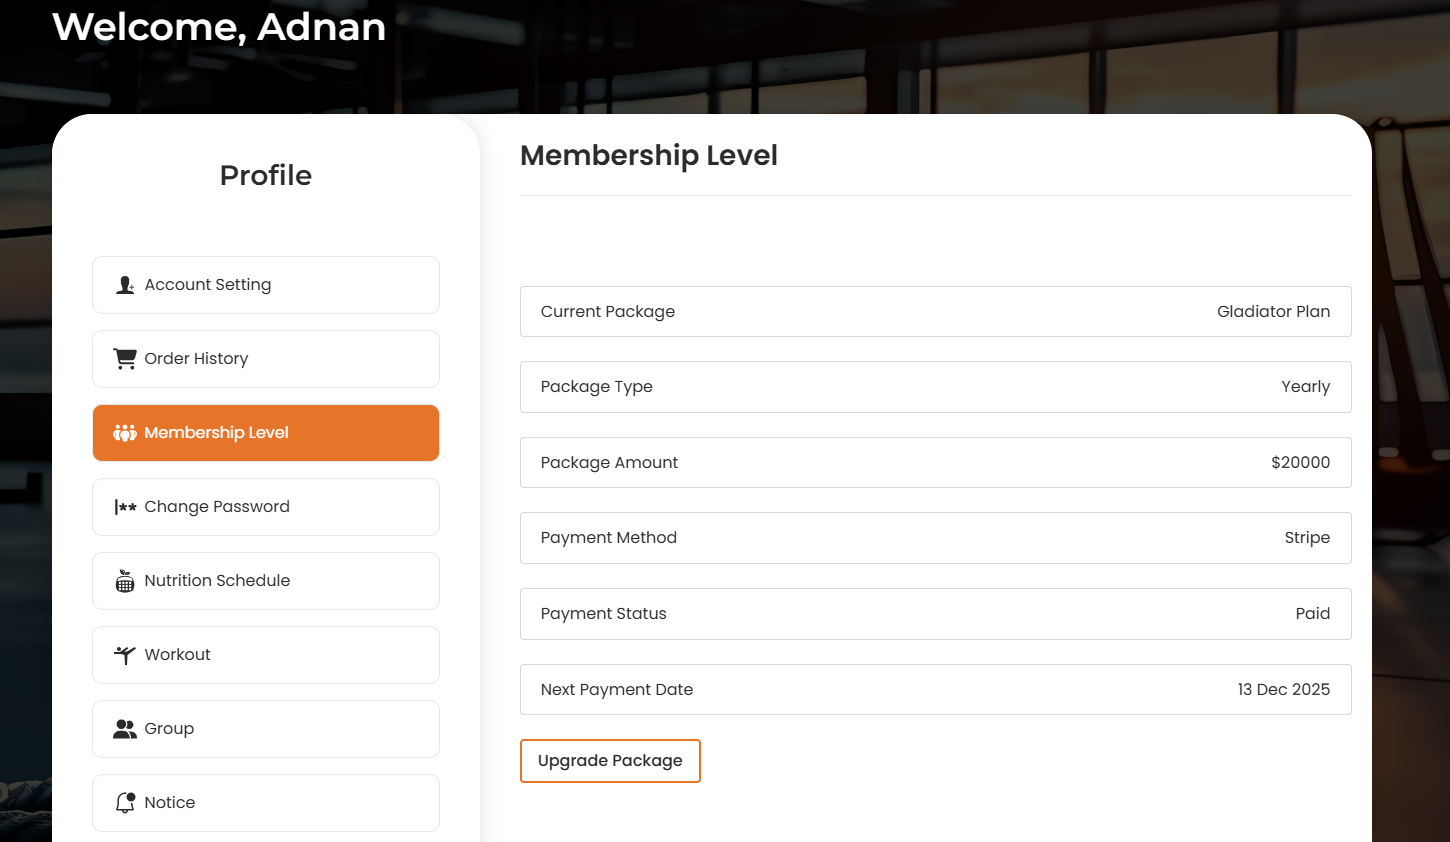 Welcome, Adnan
Profile
Account Setting
Order History
Membership Level
Change Password
Nutrition Schedule
Workout
Group
Notice
Membership Level
Current Package Gladiator Plan
Package Type Yearly
Package Amount $20000
Payment Method Stripe
Payment Status Paid
Next Payment Date 13 Dec 2025
Upgrade Package